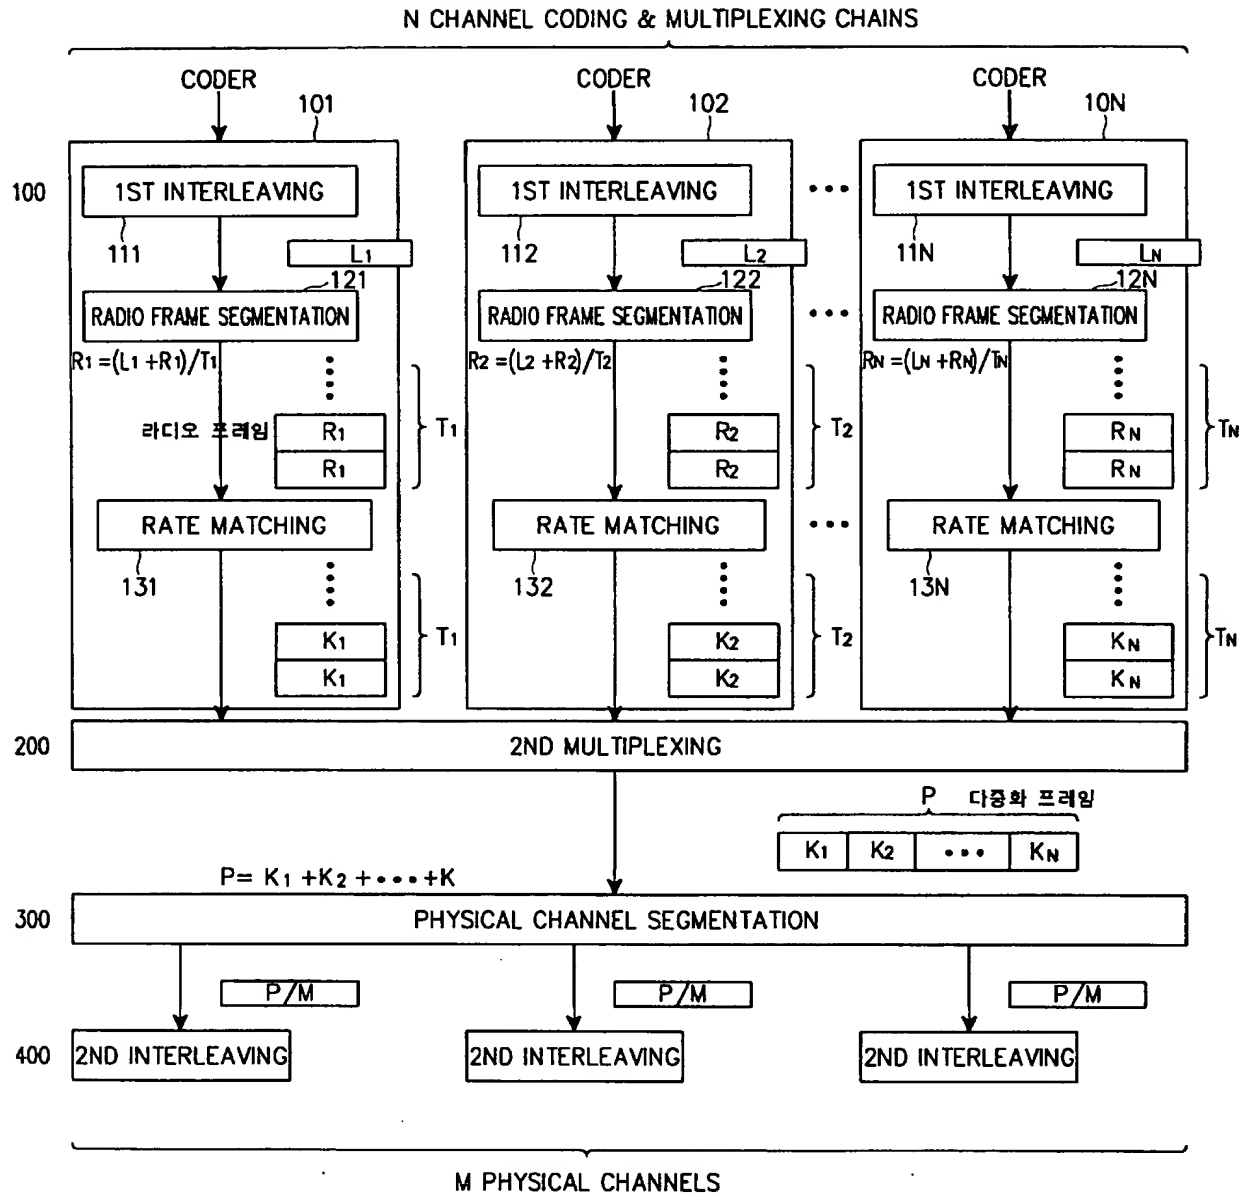 N CHANNEL CODING & MULTIPLEXING CHAINS
CODER CODER CODER
101 102 10N
100 1ST INTERLEAVING 1ST INTERLEAVING ••• 1ST INTERLEAVING
111 L1 112 L2 11N LN
121 122 12N
RADIO FRAME SEGMENTATION RADIO FRAME SEGMENTATION ••• RADIO FRAME SEGMENTATION
R1 =(L1 +R1)/T1 R2 =(L2 +R2)/T2 RN =(LN +RN)/TN
라디오 프레임 R1 T1 R2 T2 RN TN
R1 R2 RN
RATE MATCHING RATE MATCHING ••• RATE MATCHING
131 132 13N
K1 T1 K2 T2 KN TN
K1 K2 KN
200 2ND MULTIPLEXING
P 다중화 프레임
K1 K2 ••• KN
P= K1 +K2 +••• +K
300 PHYSICAL CHANNEL SEGMENTATION
P/M P/M P/M
400 2ND INTERLEAVING 2ND INTERLEAVING 2ND INTERLEAVING
M PHYSICAL CHANNELS